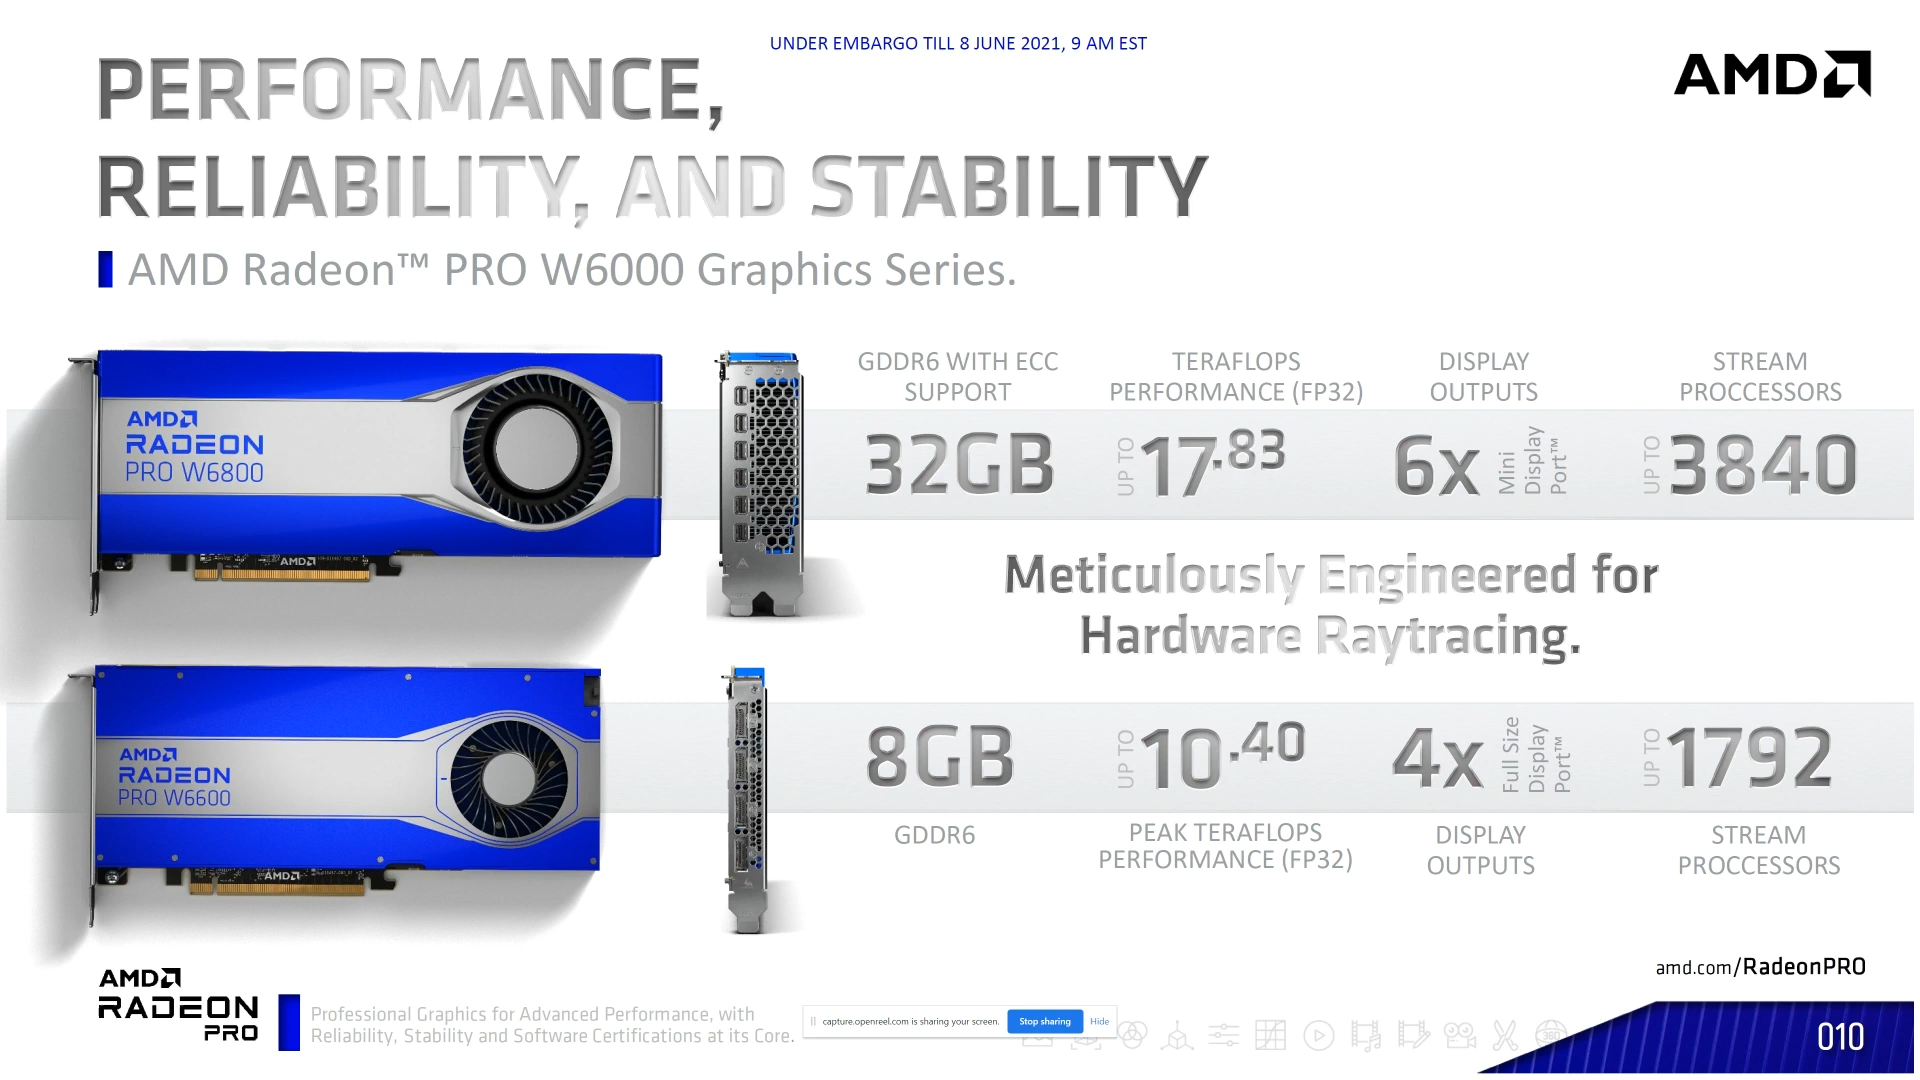 UNDER EMBARGO TILL 8 JUNE 2021, 9 AM EST
AMD
PERFORMANCE,
RELIABILITY, AND STABILITY
AMD Radeon™ PRO W6000 Graphics Series.
AMD
RADEON
PRO W6800
AMD
GDDR6 WITH ECC
SUPPORT
32GB
TERAFLOPS
PERFORMANCE (FP32)
UP TO 17.83
DISPLAY
OUTPUTS
6x Mini
Display
Port™
STREAM
PROCCESSORS
UP TO 3840
Meticulously Engineered for
Hardware Raytracing.
AMD
RADEON
PRO W6600
AMD
8GB
GDDR6
UP TO 10.40
PEAK TERAFLOPS
PERFORMANCE (FP32)
4x Full Size
Display
Port™
DISPLAY
OUTPUTS
UP TO 1792
STREAM
PROCCESSORS
amd.com/RadeonPRO
AMD
RADEON
PRO
Professional Graphics for Advanced Performance, with
Reliability, Stability and Software Certifications at its Core.
capture.openreel.com is sharing your screen. Stop sharing Hide
360
010